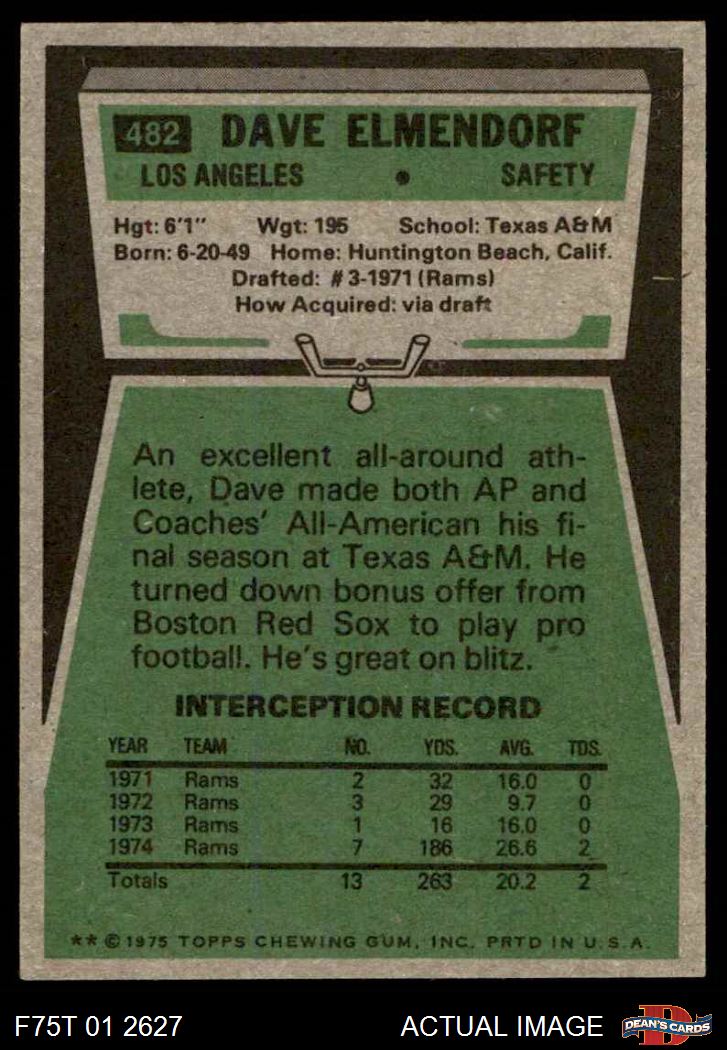 482 DAVE ELMENDORF
LOS ANGELES • SAFETY
Hgt: 6'1" Wgt: 195 School: Texas A&M
Born: 6-20-49 Home: Huntington Beach, Calif.
Drafted: #3-1971 (Rams)
How Acquired: via draft
An excellent all-around ath-
lete, Dave made both AP and
Coaches' All-American his fi-
nal season at Texas A&M. He
turned down bonus offer from
Boston Red Sox to play pro
football. He's great on blitz.
INTERCEPTION RECORD
YEAR TEAM NO. YDS. AVG. TDS.
1971 Rams 2 32 16.0 0
1972 Rams 3 29 9.7 0
1973 Rams 1 16 16.0 0
1974 Rams 7 186 26.6 2
Totals 13 263 20.2 2
** © 1975 TOPPS CHEWING GUM, INC. PRTD IN U.S.A.
F75T 01 2627 ACTUAL IMAGE D DEAN'S CARDS